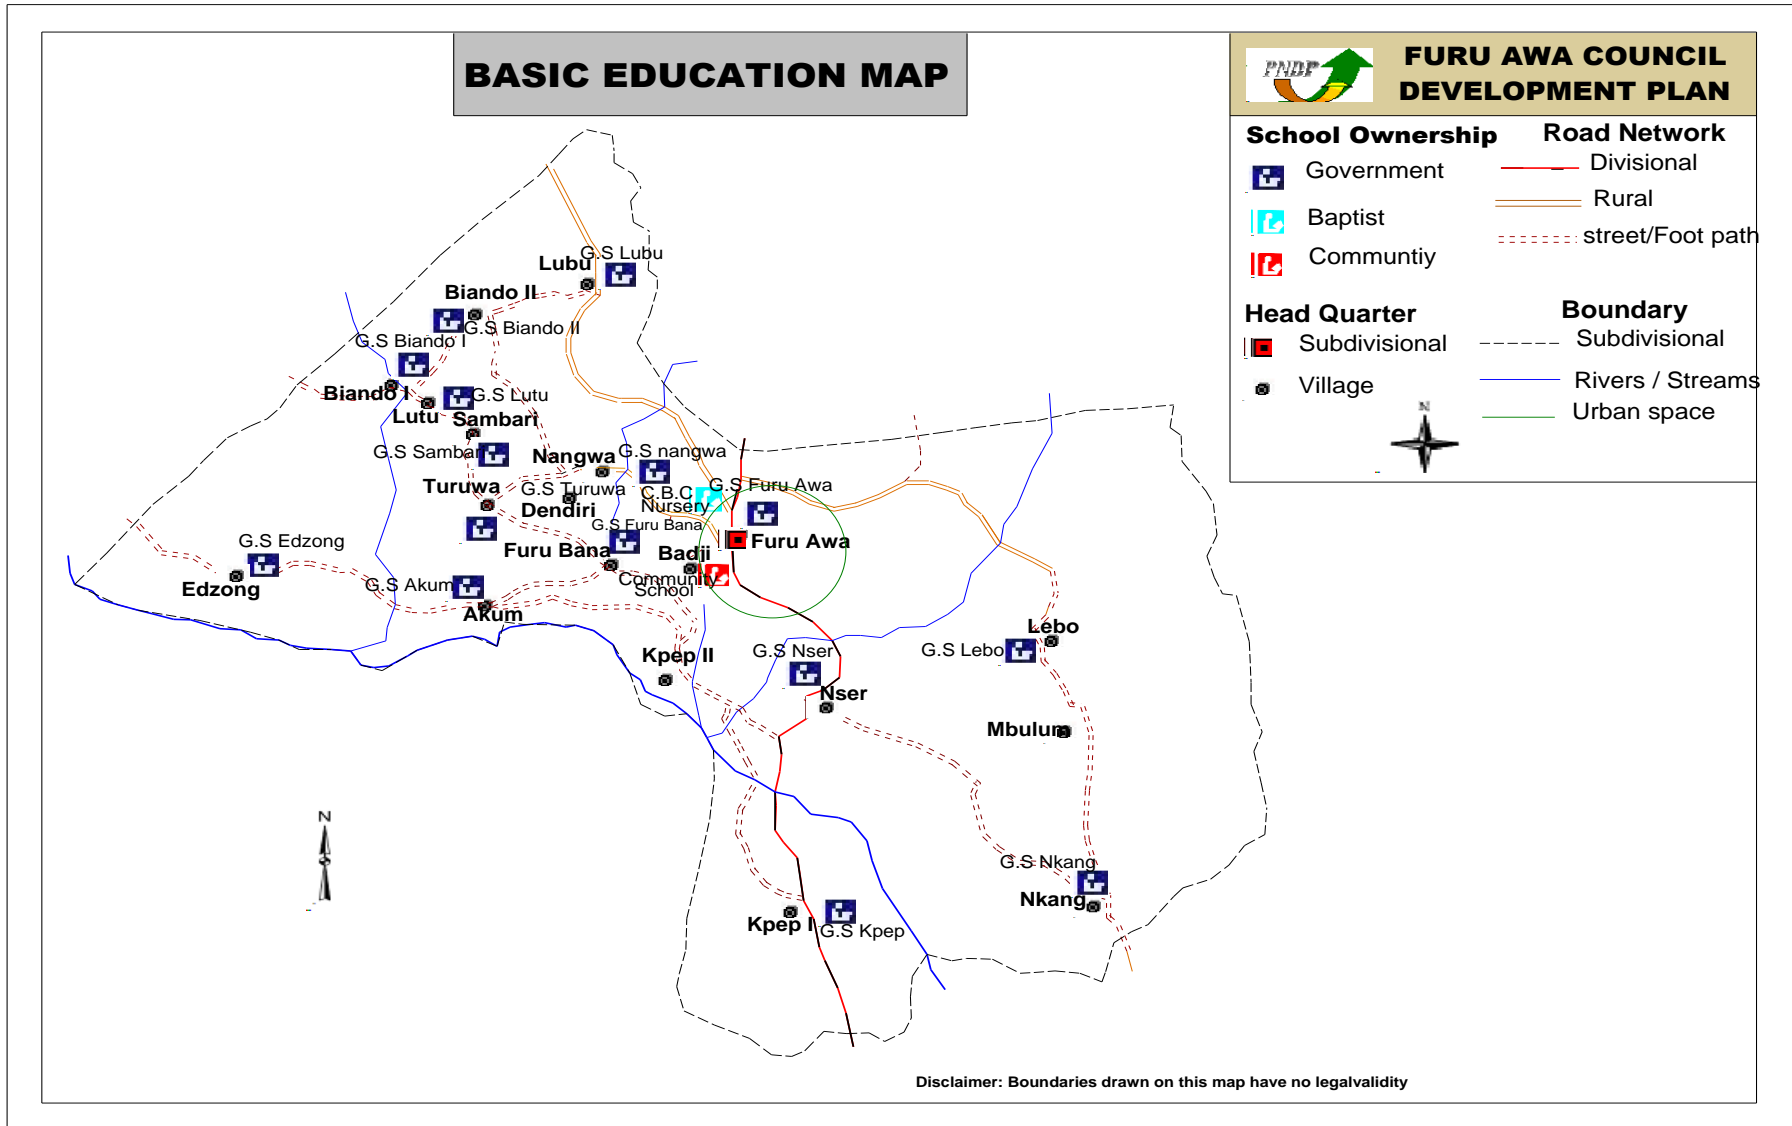 BASIC EDUCATION MAP
PNDP
FURU AWA COUNCIL
DEVELOPMENT PLAN
School Ownership
Government
Baptist
Communtiy
Road Network
Divisional
Rural
street/Foot path
Head Quarter
Subdivisional
Village
Boundary
Subdivisional
Rivers / Streams
Urban space
N
G.S Lubu
Lubu
Biando II
G.S Biando II
G.S Biando I
Biando I
G.S Lutu
Lutu
Sambari
G.S Sambar
Nangwa
G.S nangwa
Turuwa
G.S Turuwa
Dendiri
C.B.C
Nursery
G.S Furu Awa
G.S Furu Bana
Furu Bana
Badji
Furu Awa
Community
School
G.S Edzong
Edzong
G.S Akum
Akum
Kpep II
G.S Nser
Nser
Lebo
G.S Lebo
Mbulum
G.S Nkang
Nkang
Kpep I
G.S Kpep
N
Disclaimer: Boundaries drawn on this map have no legalvalidity